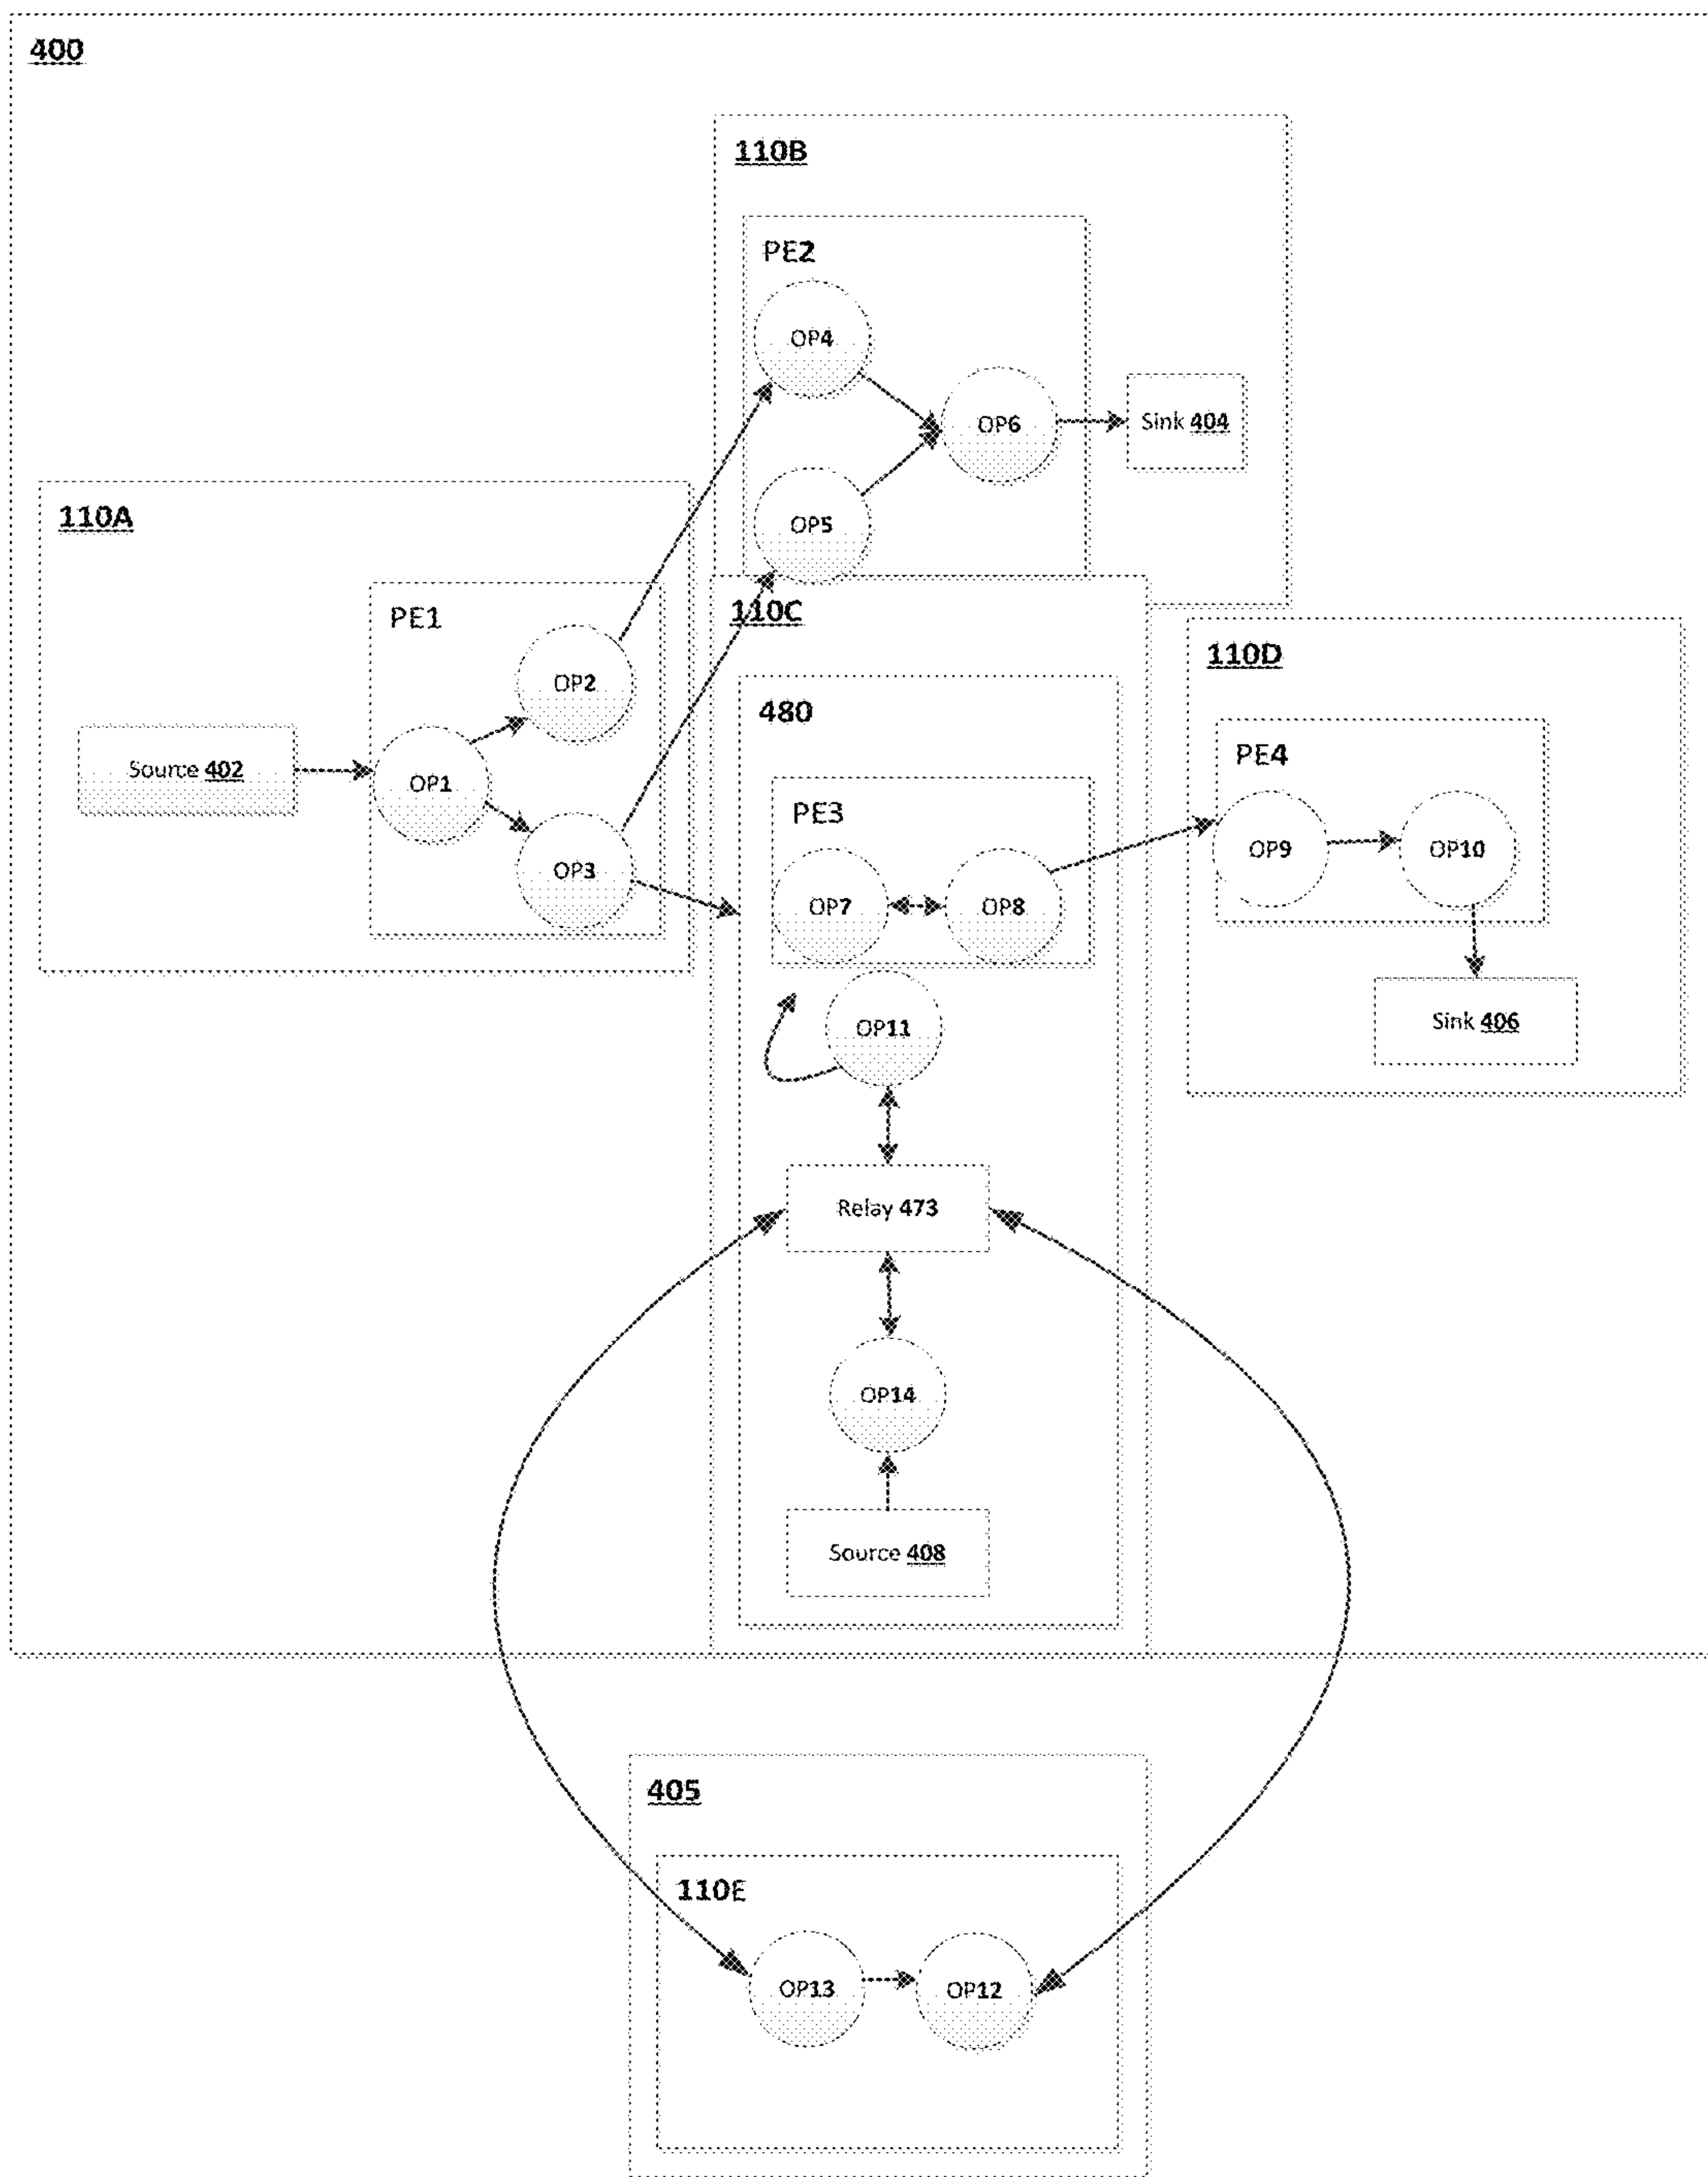 400
110B
PE2
OP4
OP6
Sink 404
OP5
110A
PE1
OP2
Source 402
OP1
OP3
110C
480
PE3
OP7
OP8
OP11
Relay 473
OP14
Source 408
110D
PE4
OP9
OP10
Sink 406
405
110E
OP13
OP12